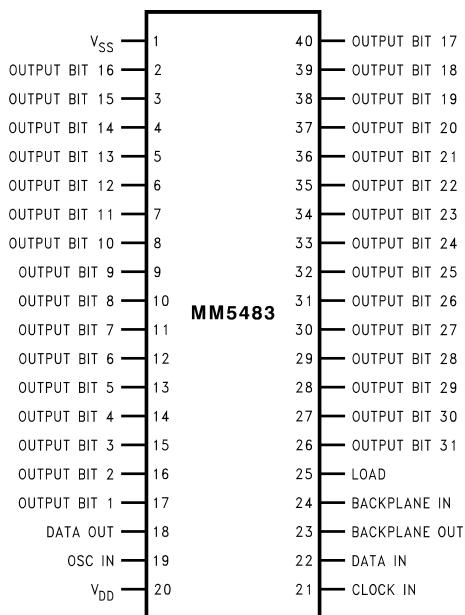 V_SS 1 40 OUTPUT BIT 17
OUTPUT BIT 16 2 39 OUTPUT BIT 18
OUTPUT BIT 15 3 38 OUTPUT BIT 19
OUTPUT BIT 14 4 37 OUTPUT BIT 20
OUTPUT BIT 13 5 36 OUTPUT BIT 21
OUTPUT BIT 12 6 35 OUTPUT BIT 22
OUTPUT BIT 11 7 34 OUTPUT BIT 23
OUTPUT BIT 10 8 33 OUTPUT BIT 24
OUTPUT BIT 9 9 32 OUTPUT BIT 25
OUTPUT BIT 8 10 31 OUTPUT BIT 26
MM5483
OUTPUT BIT 7 11 30 OUTPUT BIT 27
OUTPUT BIT 6 12 29 OUTPUT BIT 28
OUTPUT BIT 5 13 28 OUTPUT BIT 29
OUTPUT BIT 4 14 27 OUTPUT BIT 30
OUTPUT BIT 3 15 26 OUTPUT BIT 31
OUTPUT BIT 2 16 25 LOAD
OUTPUT BIT 1 17 24 BACKPLANE IN
DATA OUT 18 23 BACKPLANE OUT
OSC IN 19 22 DATA IN
V_DD 20 21 CLOCK IN